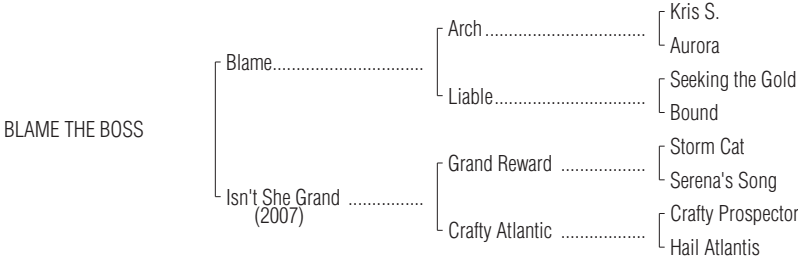 Kris S.
Arch
Aurora
Blame
Seeking the Gold
Liable
Bound
BLAME THE BOSS
Storm Cat
Grand Reward
Serena's Song
Isn't She Grand
(2007)
Crafty Prospector
Crafty Atlantic
Hail Atlantis